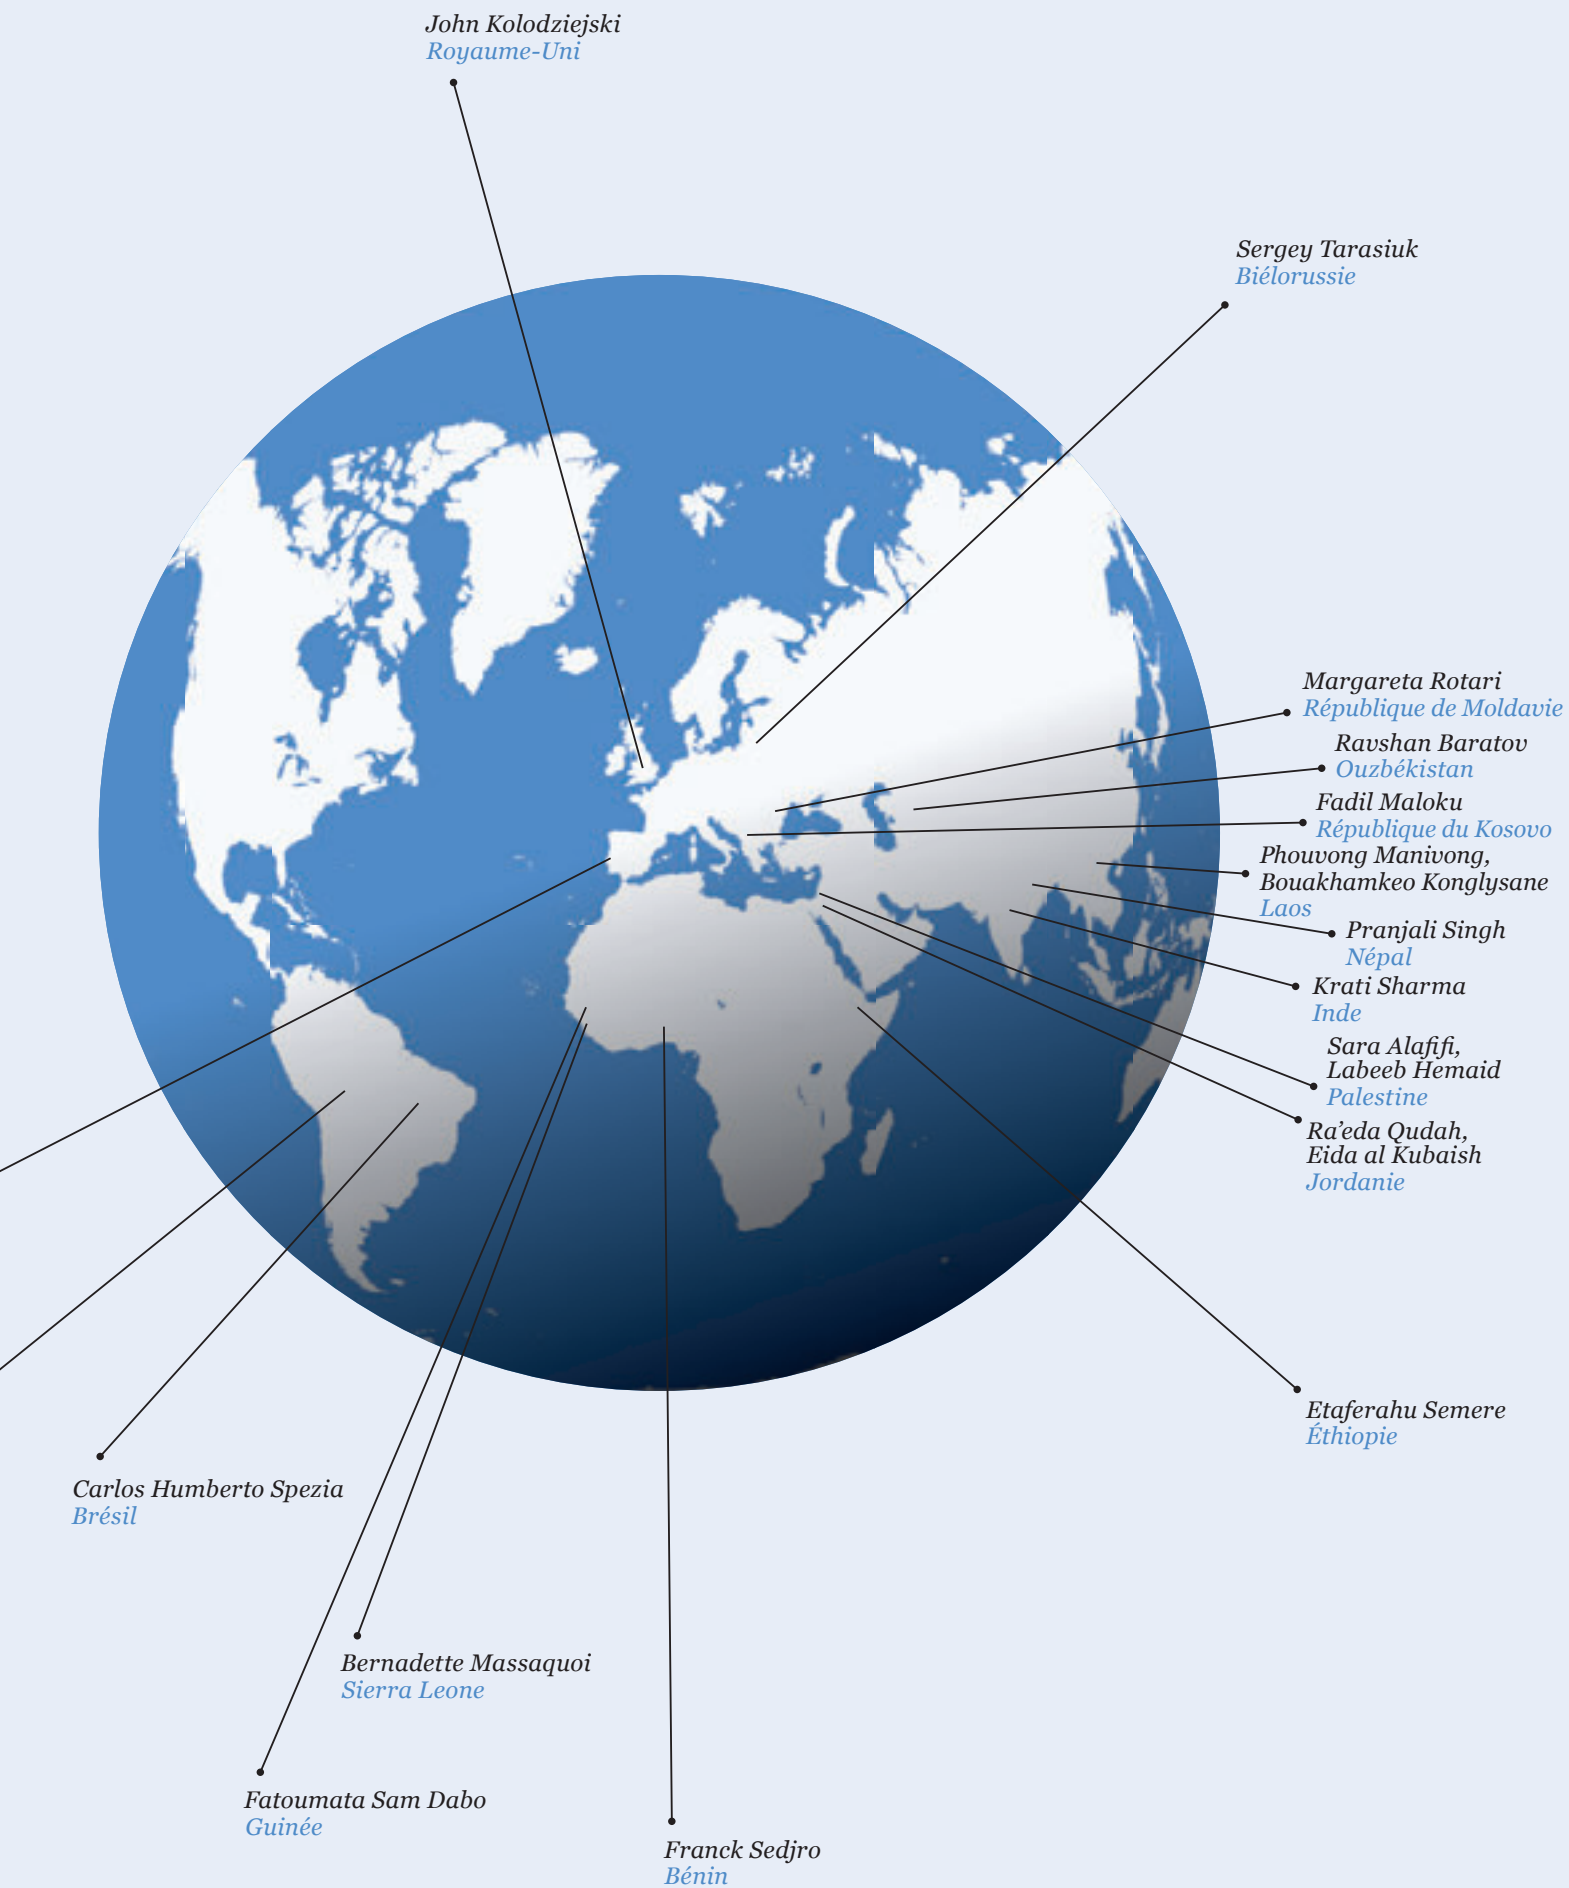 John Kolodziejski
Royaume-Uni
Sergey Tarasiuk
Biélorussie
Margareta Rotari
République de Moldavie
Ravshan Baratov
Ouzbékistan
Fadil Maloku
République du Kosovo
Phouvong Manivong,
Bouakhamkeo Konglysane
Laos
Pranjali Singh
Népal
Krati Sharma
Inde
Sara Alafifi,
Labeeb Hemaid
Palestine
Ra’eda Qudah,
Eida al Kubaish
Jordanie
Etaferahu Semere
Éthiopie
Carlos Humberto Spezia
Brésil
Bernadette Massaquoi
Sierra Leone
Fatoumata Sam Dabo
Guinée
Franck Sedjro
Bénin